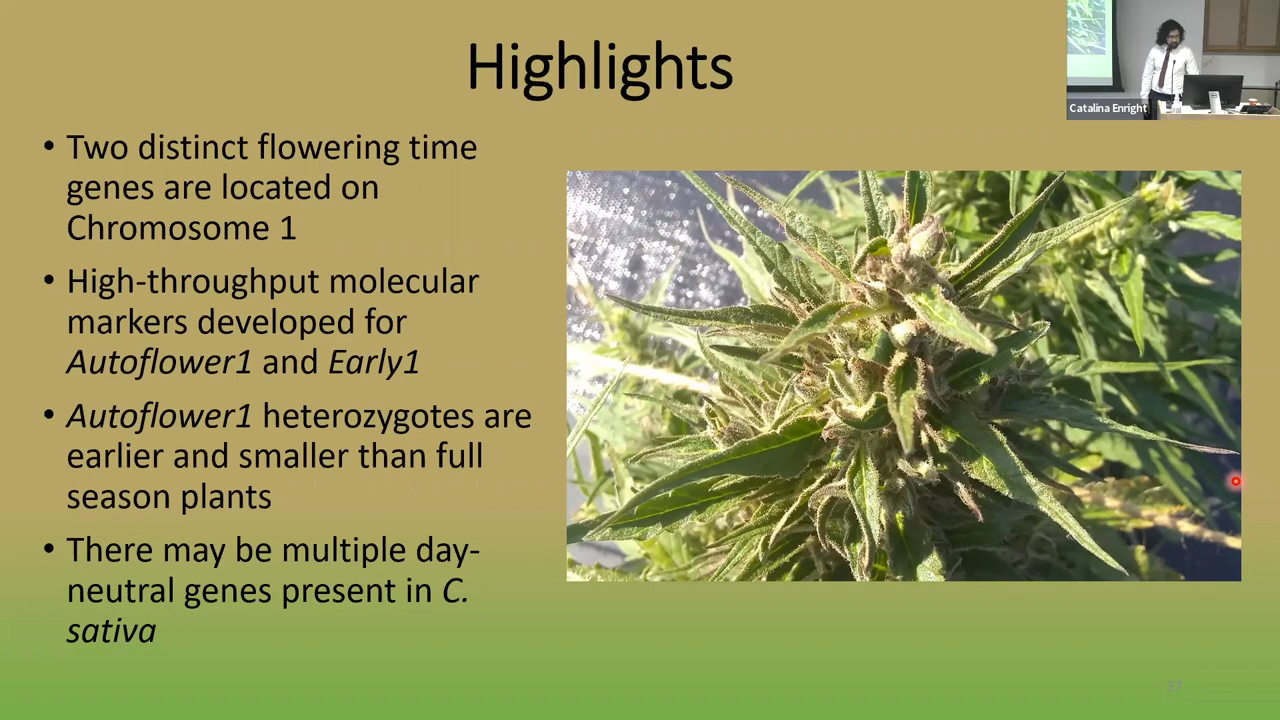 Highlights
Catalina Enright
• Two distinct flowering time
genes are located on
Chromosome 1
• High-throughput molecular
markers developed for
Autoflower1 and Early1
• Autoflower1 heterozygotes are
earlier and smaller than full
season plants
• There may be multiple day-
neutral genes present in C.
sativa
37